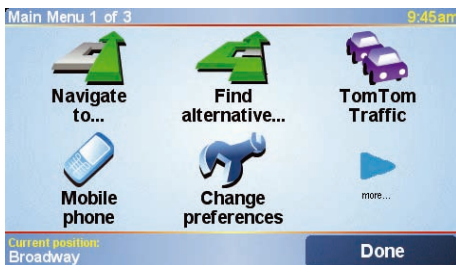 Main Menu 1 of 3
9:45am
Navigate
to...
Find
alternative...
TomTom
Traffic
Mobile
phone
Change
preferences
more...
Current position:
Broadway
Done